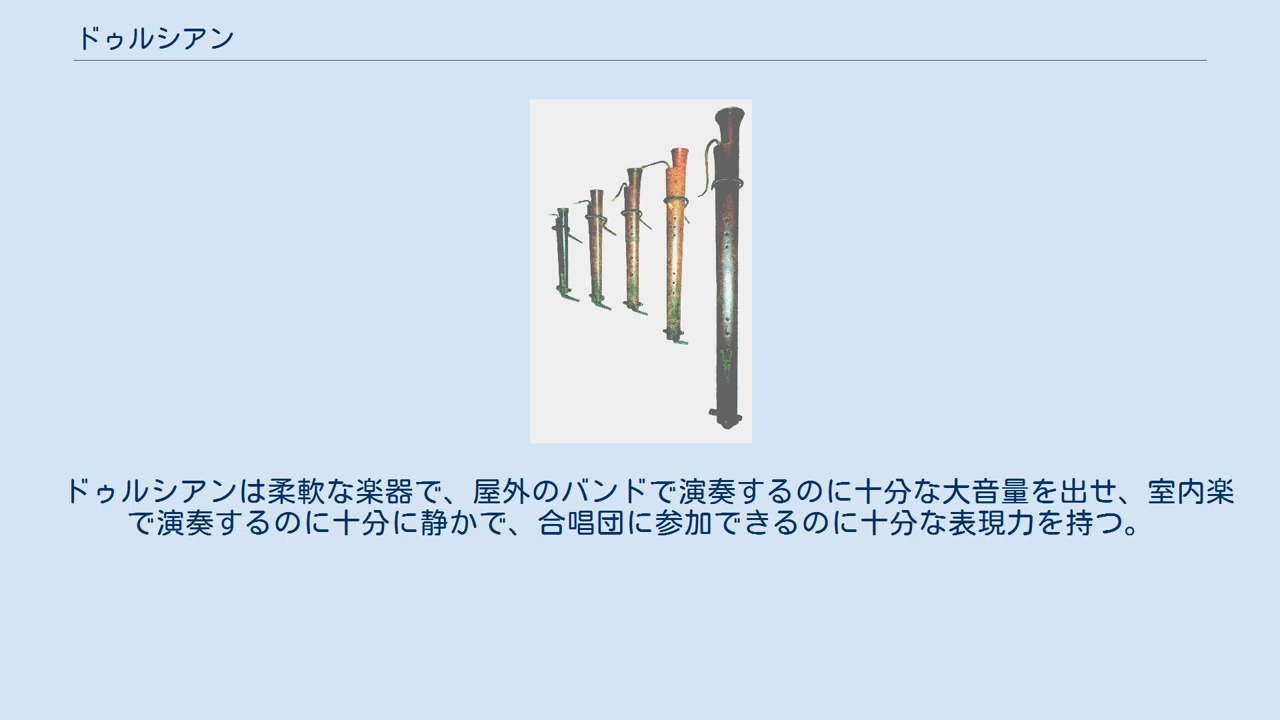 ドゥルシアン
ドゥルシアンは柔軟な楽器で、屋外のバンドで演奏するのに十分な大音量を出せ、室内楽
で演奏するのに十分に静かで、合唱団に参加できるのに十分な表現力を持つ。